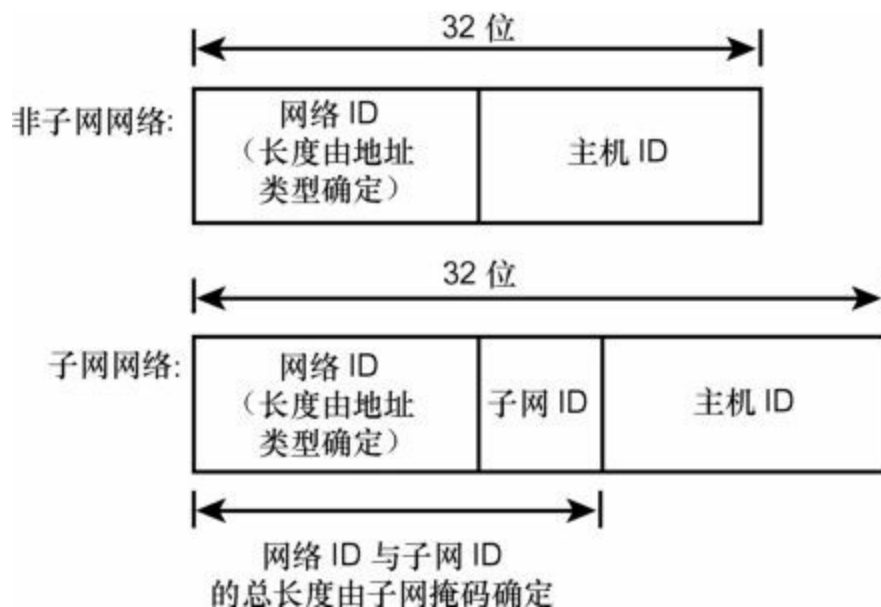 32 位
非子网网络:
网络 ID
（长度由地址
类型确定）
主机 ID
32 位
子网网络:
网络 ID
（长度由地址
类型确定）
子网 ID
主机 ID
网络 ID 与子网 ID
的总长度由子网掩码确定